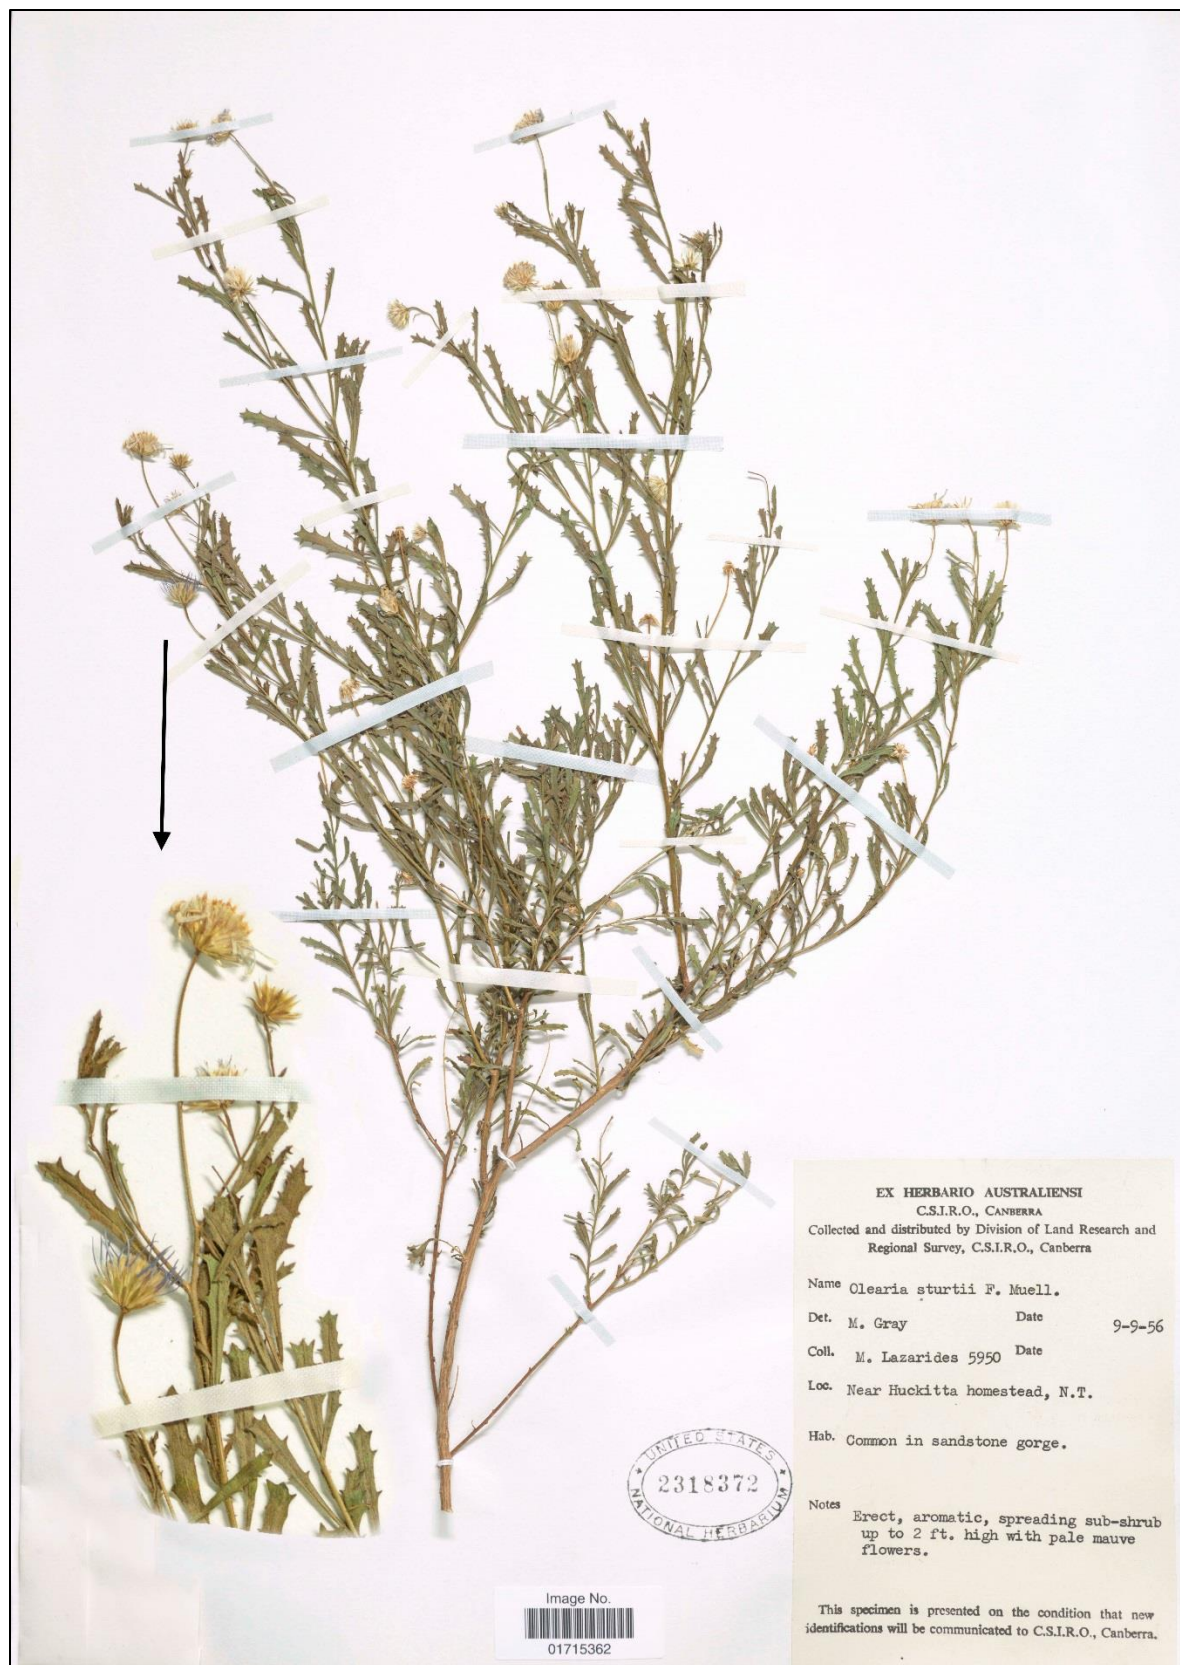 EX HERBARIO AUSTRALIENSI
C.S.I.R.O., CANBERRA
Collected and distributed by Division of Land Research and
Regional Survey, C.S.I.R.O., Canberra
Name Olearia sturtii F. Muell.
Det. M. Gray Date 9-9-56
Coll. M. Lazarides 5950 Date
Loc. Near Huckitta homestead, N.T.
Hab. Common in sandstone gorge.
Notes Erect, aromatic, spreading sub-shrub
up to 2 ft. high with pale mauve
flowers.
This specimen is presented on the condition that new
identifications will be communicated to C.S.I.R.O., Canberra.
UNITED STATES
2318372
NATIONAL HERBARIUM
Image No.
01715362